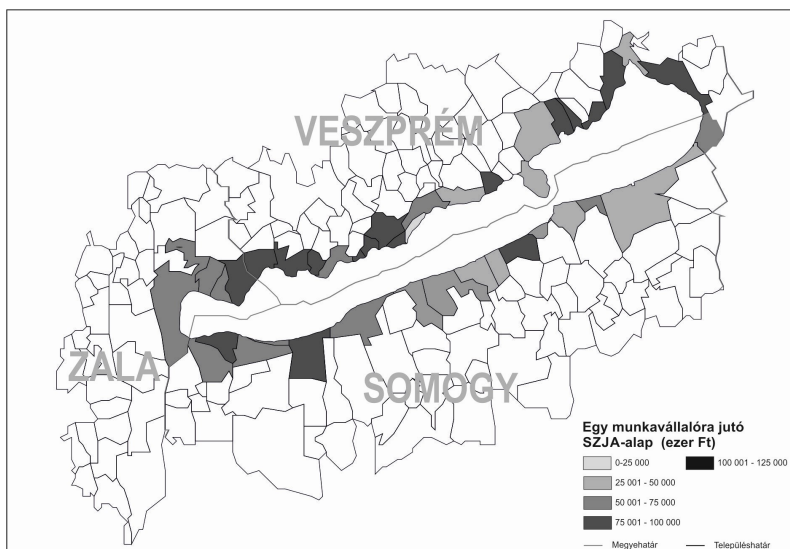 VESZPRÉM
ZALA
SOMOGY
Egy munkavállalóra jutó
SZJA-alap (ezer Ft)
0-25 000
100 001 - 125 000
25 001 - 50 000
50 001 - 75 000
75 001 - 100 000
Megyehatár
Településhatár